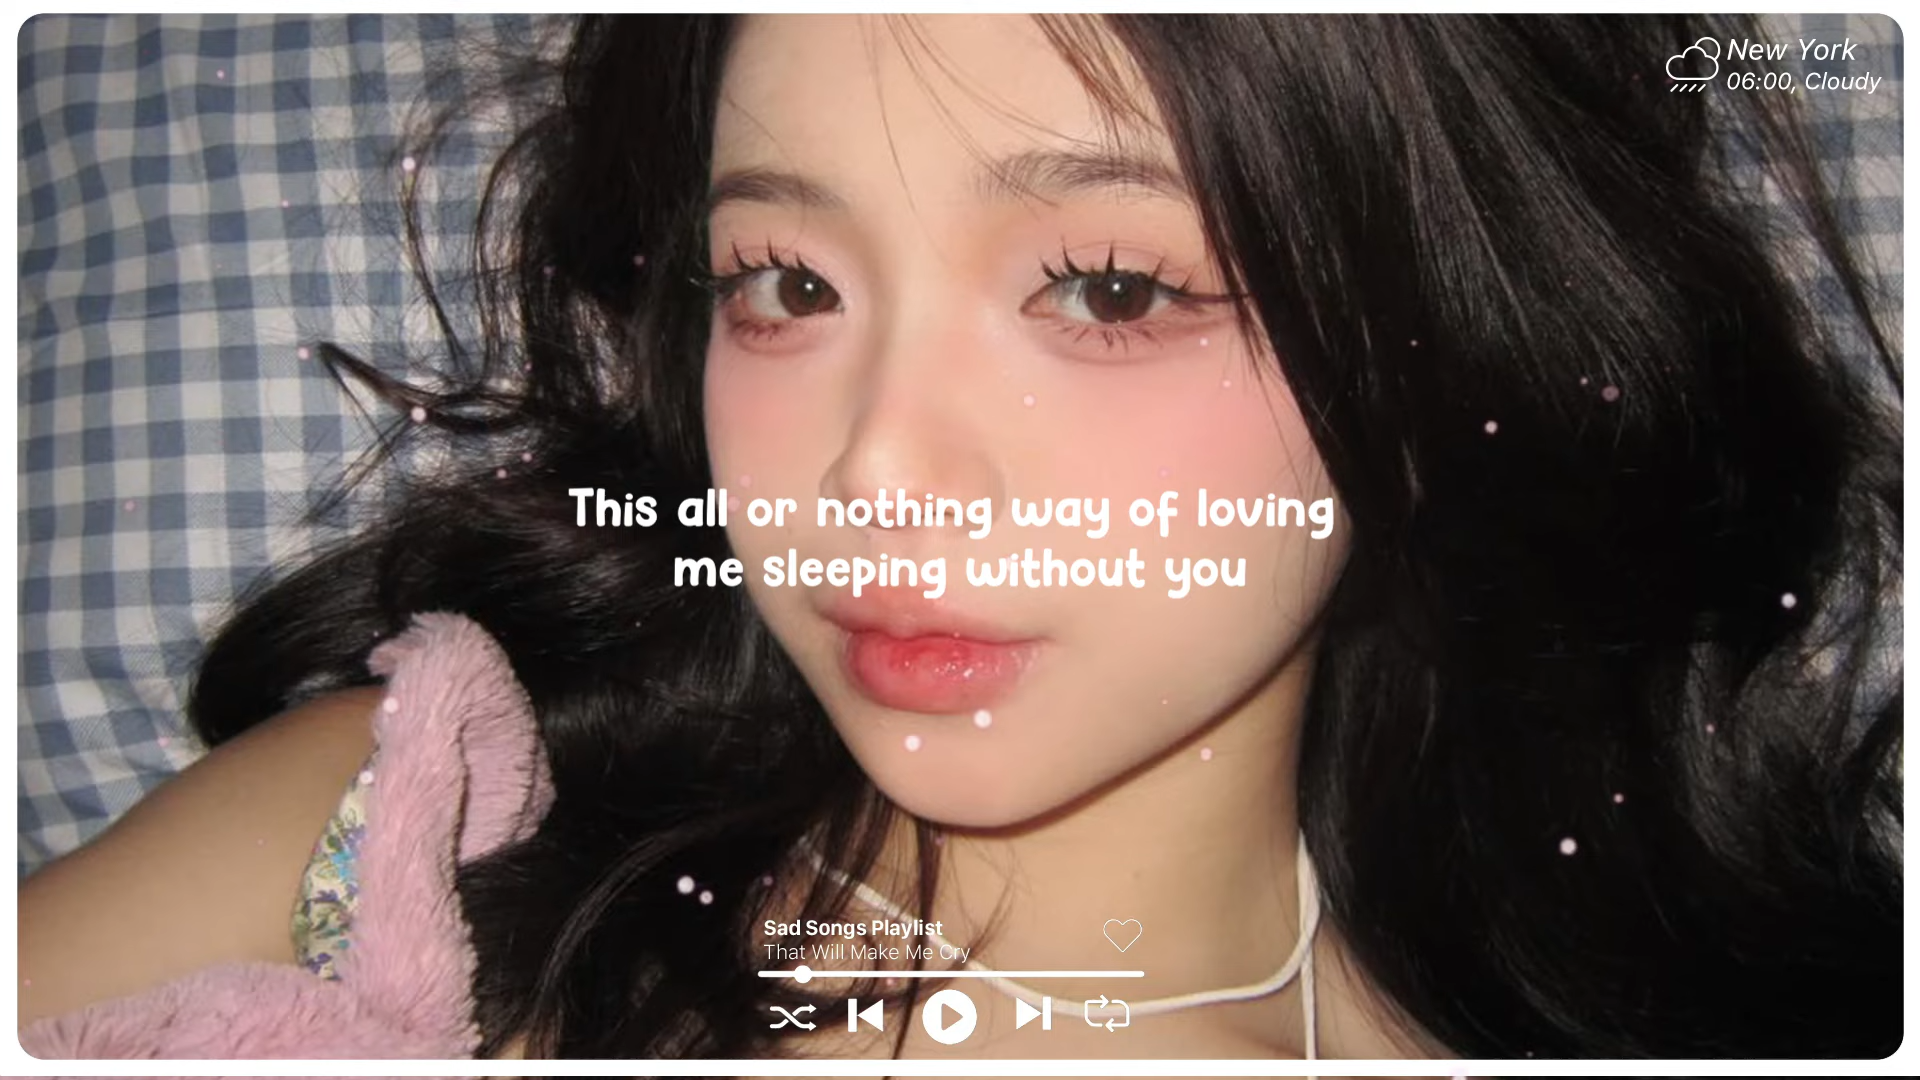 New York
06:00, Cloudy
This all or nothing way of loving
me sleeping without you
Sad Songs Playlist
That Will Make Me Cry